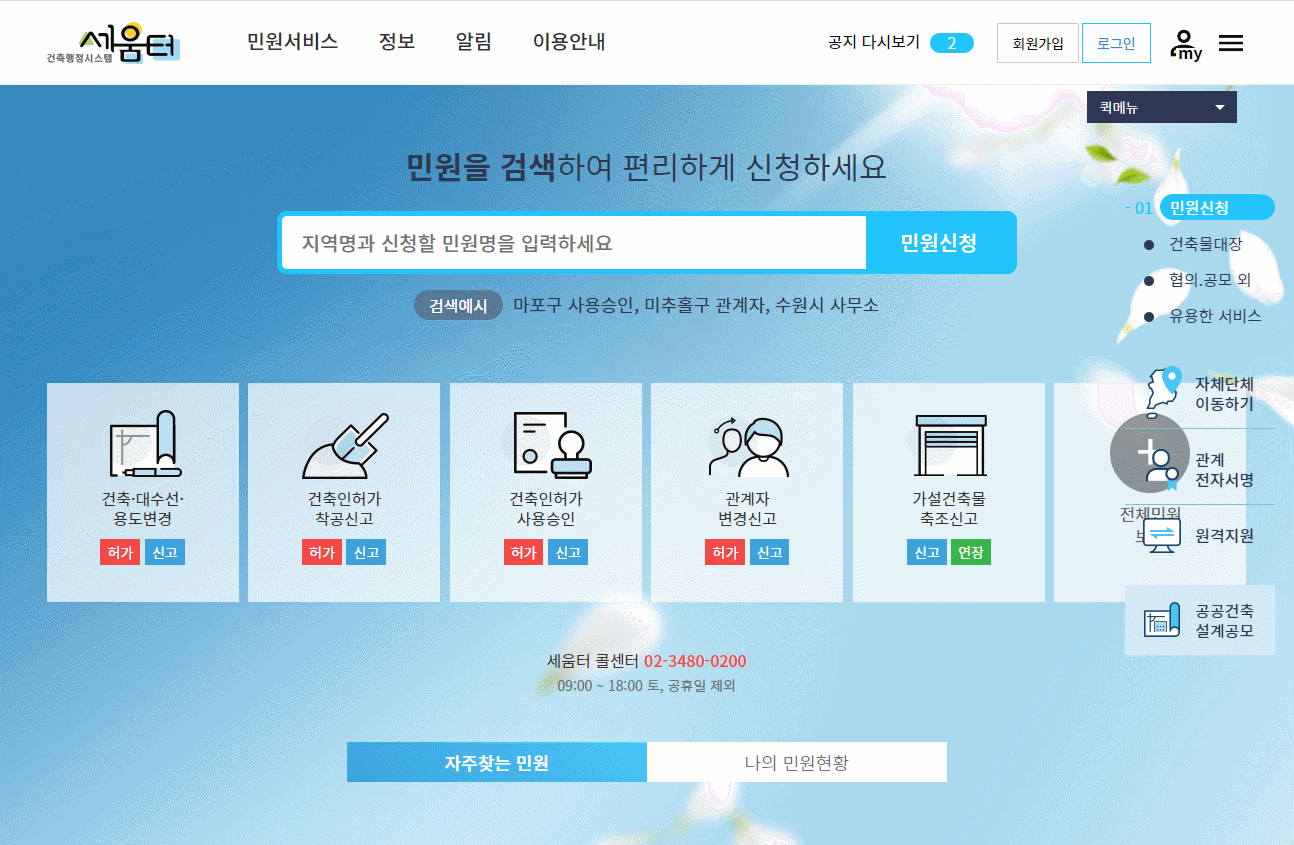 세움터
건축행정시스템
민원서비스 정보 알림 이용안내
공지 다시보기 2
회원가입 로그인 my
퀵메뉴
민원을 검색하여 편리하게 신청하세요
지역명과 신청할 민원명을 입력하세요 민원신청
검색예시 마포구 사용승인, 미추홀구 관계자, 수원시 사무소
- 01 민원신청
건축물대장
협의.공모 외
유용한 서비스
건축·대수선·
용도변경
허가 신고
건축인허가
착공신고
허가 신고
건축인허가
사용승인
허가 신고
관계자
변경신고
허가 신고
가설건축물
축조신고
신고 연장
전체민원
자체단체
이동하기
관계
전자서명
원격지원
공공건축
설계공모
세움터 콜센터 02-3480-0200
09:00 ~ 18:00 토, 공휴일 제외
자주찾는 민원 나의 민원현황